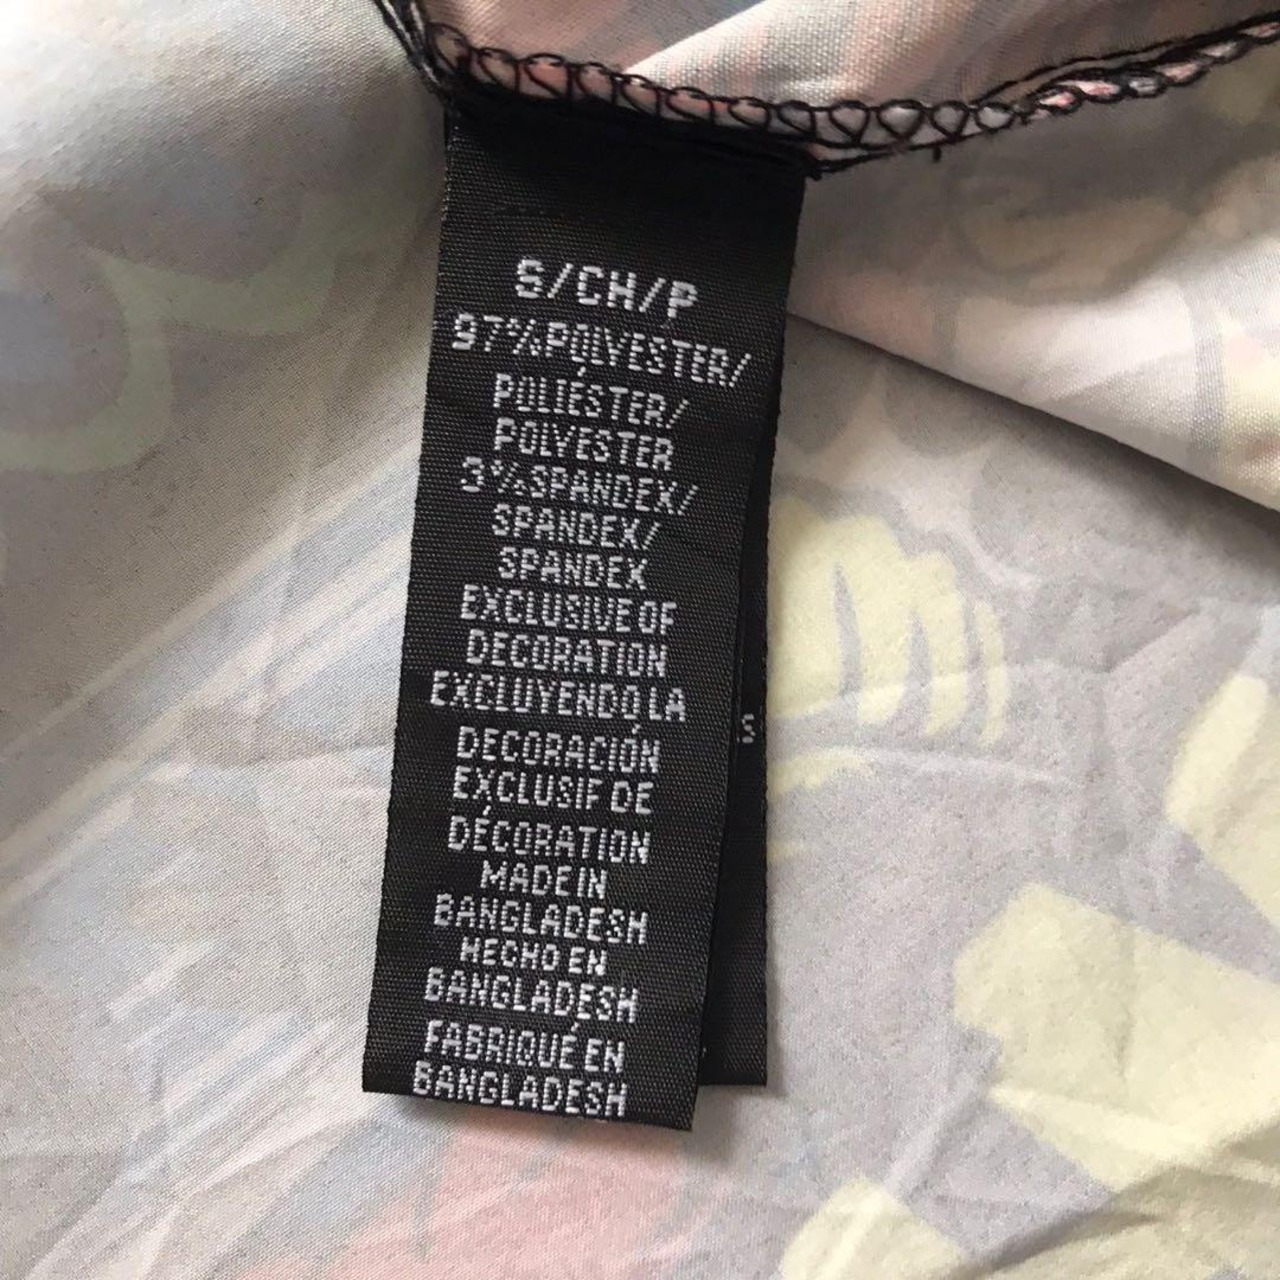 S/CH/P
97%POLYESTER/
POLIÉSTER/
POLYESTER
3%SPANDEX/
SPANDEX/
SPANDEX
EXCLUSIVE OF
DECORATION
EXCLUYENDO LA
DECORACIÓN
EXCLUSIF DE
DÉCORATION
MADE IN
BANGLADESH
HECHO EN
BANGLADESH
FABRIQUÉ EN
BANGLADESH
S